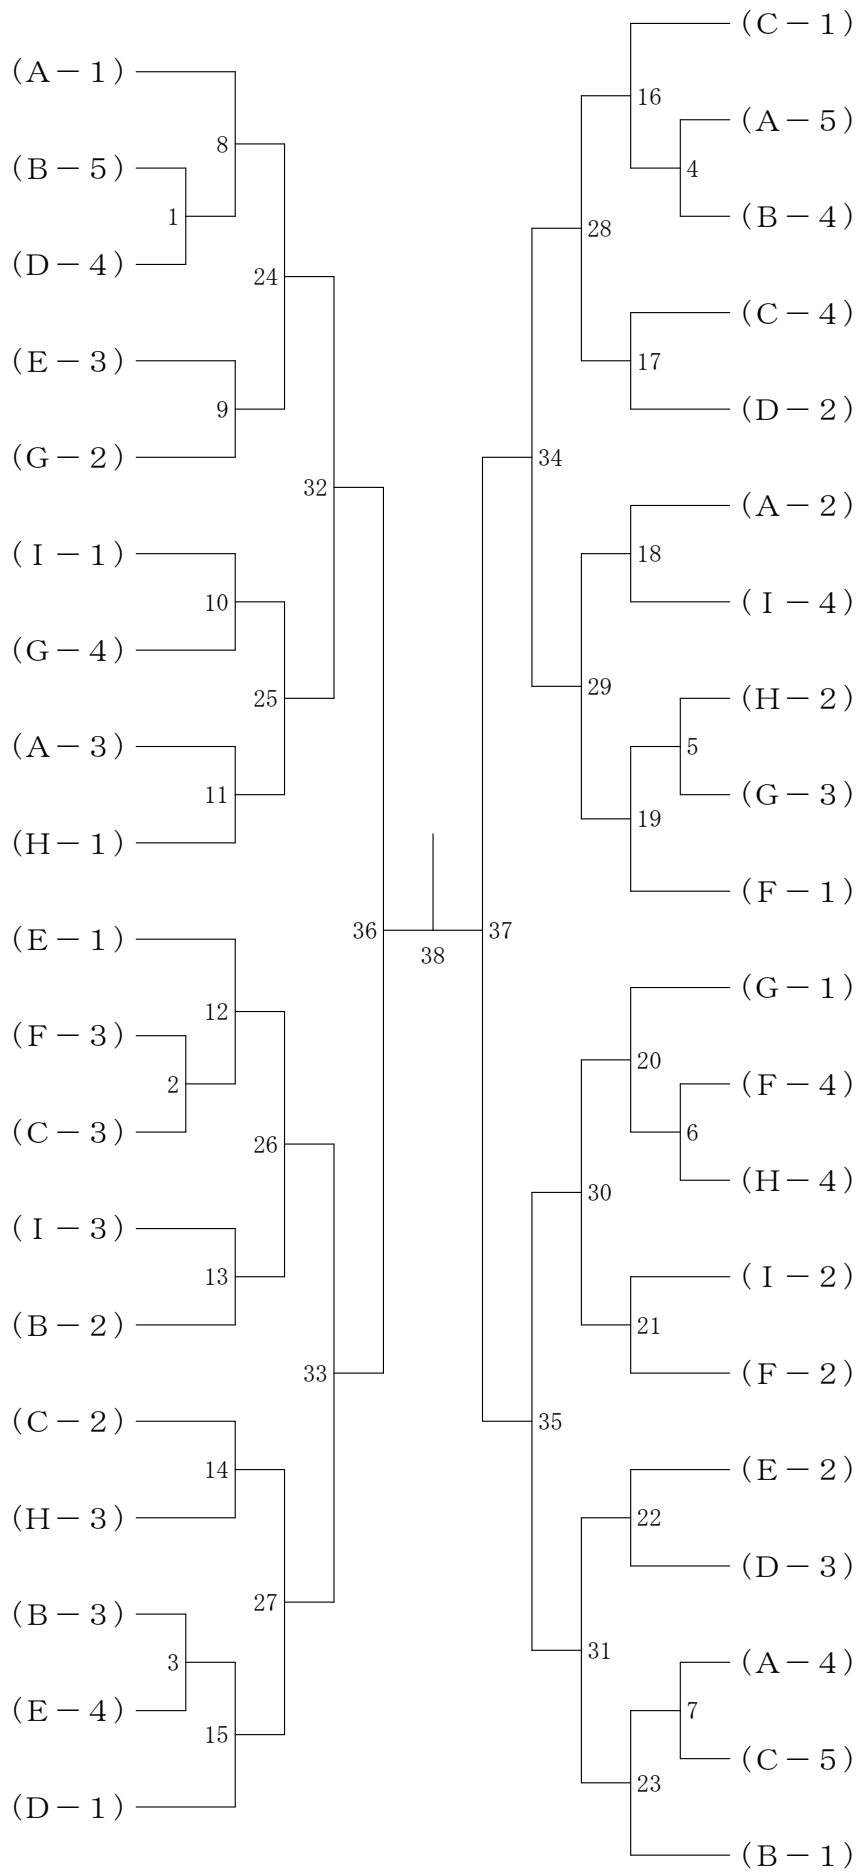 (A－1)
8
(B－5)
1
(D－4)
24
(E－3)
9
(G－2)
32
(I－1)
10
(G－4)
25
(A－3)
11
(H－1)
36
(E－1)
12
(F－3)
2
(C－3)
26
(I－3)
13
(B－2)
33
(C－2)
14
(H－3)
27
(B－3)
3
(E－4)
15
(D－1)
38
(C－1)
16
(A－5)
4
(B－4)
28
(C－4)
17
(D－2)
34
(A－2)
18
(I－4)
29
(H－2)
5
(G－3)
19
(F－1)
37
(G－1)
20
(F－4)
6
(H－4)
30
(I－2)
21
(F－2)
35
(E－2)
22
(D－3)
31
(A－4)
7
(C－5)
23
(B－1)